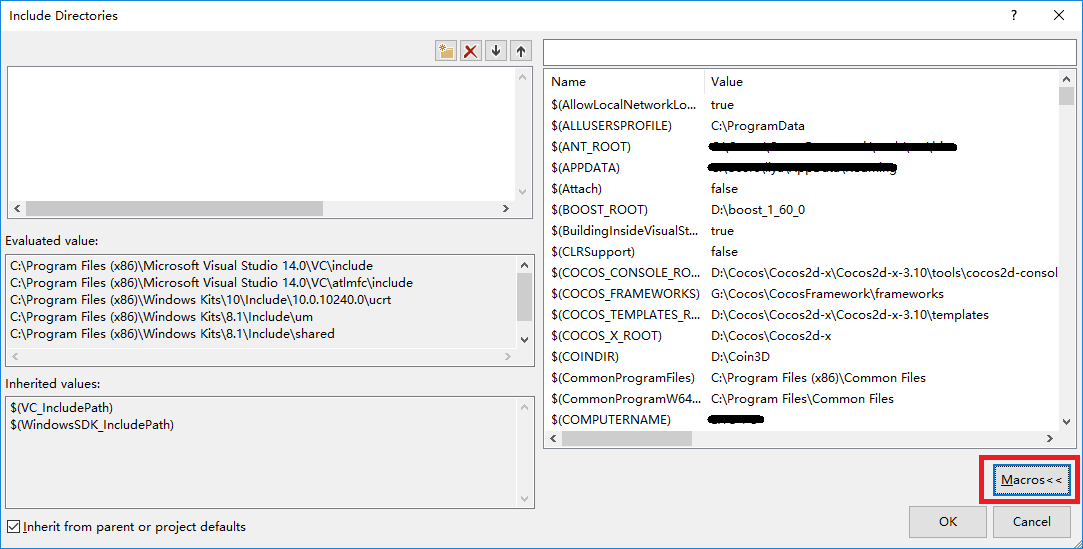 Include Directories
?
Evaluated value:
C:\Program Files (x86)\Microsoft Visual Studio 14.0\VC\include
C:\Program Files (x86)\Microsoft Visual Studio 14.0\VC\atlmfc\include
C:\Program Files (x86)\Windows Kits\10\Include\10.0.10240.0\ucrt
C:\Program Files (x86)\Windows Kits\8.1\Include\um
C:\Program Files (x86)\Windows Kits\8.1\Include\shared
Inherited values:
$(VC_IncludePath)
$(WindowsSDK_IncludePath)
Inherit from parent or project defaults
Name Value
$(AllowLocalNetworkLo... true
$(ALLUSERSPROFILE) C:\ProgramData
$(ANT_ROOT)
$(APPDATA)
$(Attach) false
$(BOOST_ROOT) D:\boost_1_60_0
$(BuildingInsideVisualSt... true
$(CLRSupport) false
$(COCOS_CONSOLE_RO... D:\Cocos\Cocos2d-x\Cocos2d-x-3.10\tools\cocos2d-consol
$(COCOS_FRAMEWORKS) G:\Cocos\CocosFramework\frameworks
$(COCOS_TEMPLATES_R... D:\Cocos\Cocos2d-x\Cocos2d-x-3.10\templates
$(COCOS_X_ROOT) D:\Cocos\Cocos2d-x
$(COINDIR) D:\Coin3D
$(CommonProgramFiles) C:\Program Files (x86)\Common Files
$(CommonProgramW64... C:\Program Files\Common Files
$(COMPUTERNAME)
Macros<<
OK Cancel